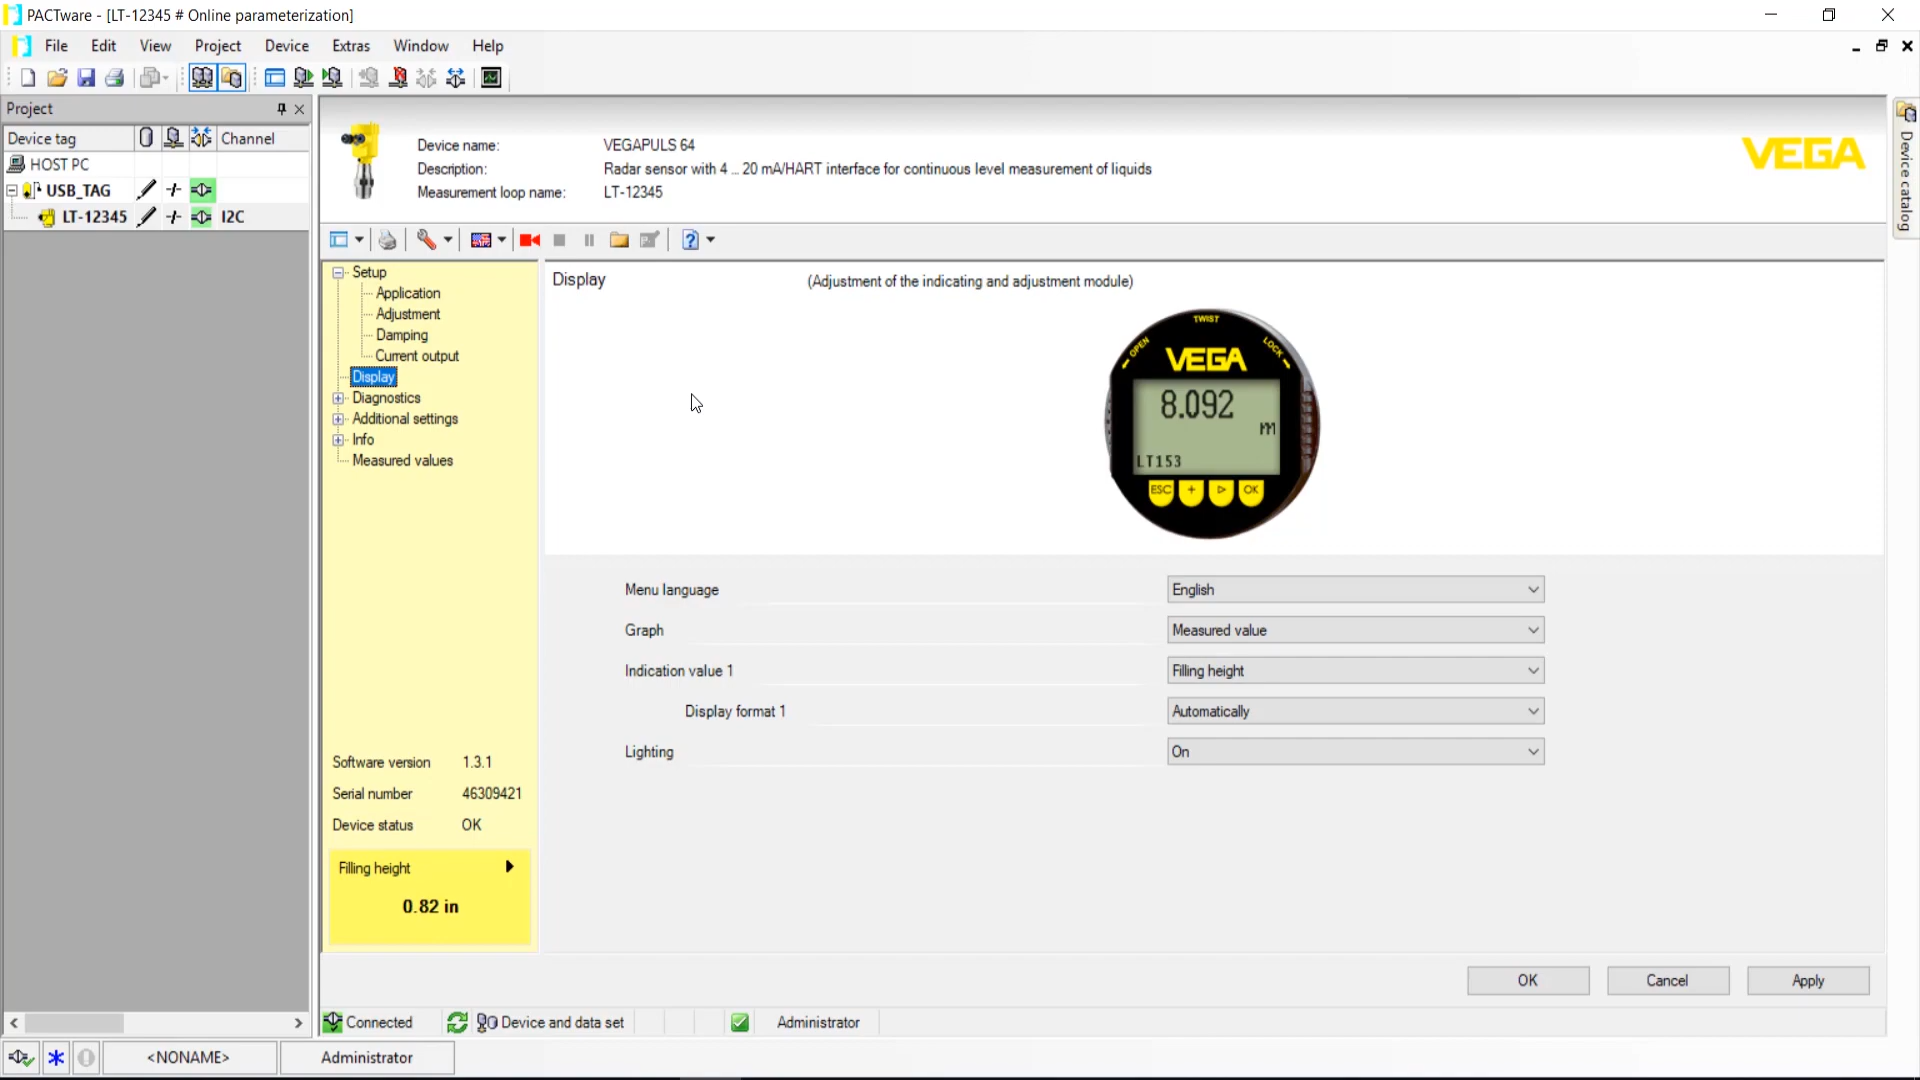 PACTware - [LT-12345 # Online parameterization]
File Edit View Project Device Extras Window Help
Project
Device tag Channel
HOST PC
USB_TAG
LT-12345 I2C
Device name: VEGAPULS 64
Description: Radar sensor with 4 ... 20 mA/HART interface for continuous level measurement of liquids
Measurement loop name: LT-12345
VEGA
Device catalog
Setup
Application
Adjustment
Damping
Current output
Display
Diagnostics
Additional settings
Info
Measured values
Software version 1.3.1
Serial number 46309421
Device status OK
Filling height
0.82 in
Display (Adjustment of the indicating and adjustment module)
TWIST
OPEN
LOCK
VEGA
8.092
m
LT153
ESC + OK
Menu language English
Graph Measured value
Indication value 1 Filling height
Display format 1 Automatically
Lighting On
OK Cancel Apply
Connected Device and data set Administrator
<NONAME> Administrator